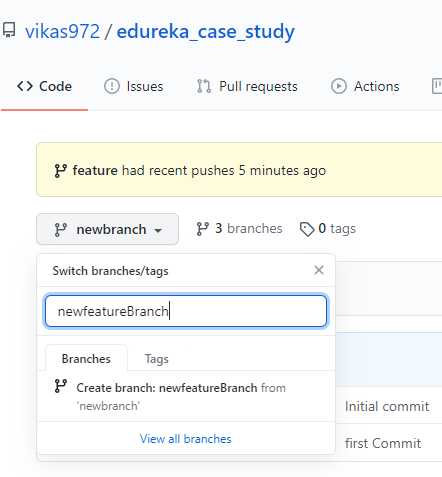 vikas972 / edureka_case_study
Code Issues Pull requests Actions
feature had recent pushes 5 minutes ago
newbranch 3 branches 0 tags
Switch branches/tags
newfeatureBranch
Branches Tags
Create branch: newfeatureBranch from
'newbranch'
Initial commit
first Commit
View all branches